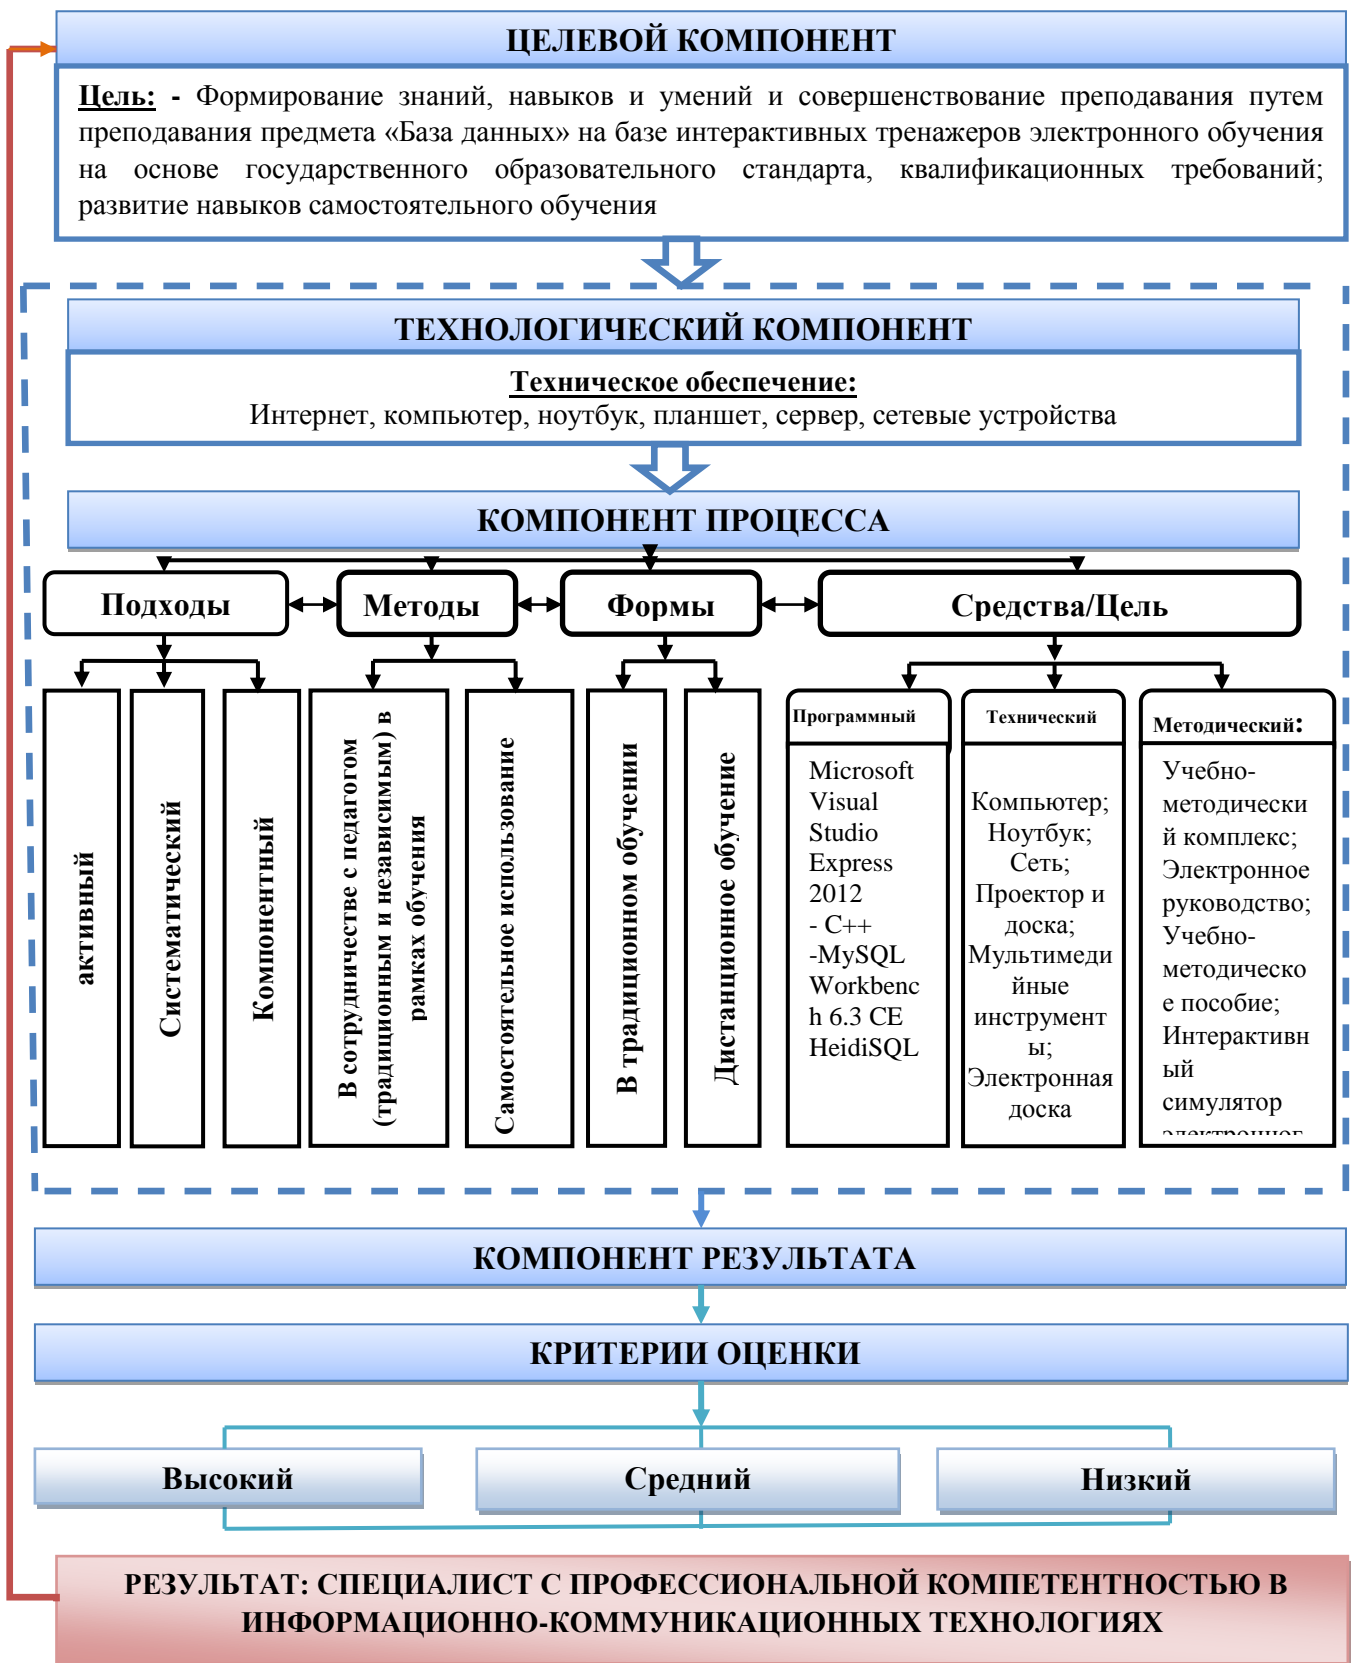 ЦЕЛЕВОЙ КОМПОНЕНТ
Цель: - Формирование знаний, навыков и умений и совершенствование преподавания путем
преподавания предмета «База данных» на базе интерактивных тренажеров электронного обучения
на основе государственного образовательного стандарта, квалификационных требований;
развитие навыков самостоятельного обучения
ТЕХНОЛОГИЧЕСКИЙ КОМПОНЕНТ
Техническое обеспечение:
Интернет, компьютер, ноутбук, планшет, сервер, сетевые устройства
КОМПОНЕНТ ПРОЦЕССА
Подходы
Методы
Формы
Средства/Цель
активный
Систематический
Компонентный
В сотрудничестве с педагогом
(традиционным и независимым) в
рамках обучения
Самостоятельное использование
В традиционном обучении
Дистанционное обучение
Программный
Microsoft
Visual
Studio
Express
2012
- C++
-MySQL
Workbenc
h 6.3 CE
HeidiSQL
Технический
Компьютер;
Ноутбук;
Сеть;
Проектор и
доска;
Мультимеди
йные
инструмент
ы;
Электронная
доска
Методический:
Учебно-
методически
й комплекс;
Электронное
руководство;
Учебно-
методическо
е пособие;
Интерактивн
ый
симулятор
электронног
КОМПОНЕНТ РЕЗУЛЬТАТА
КРИТЕРИИ ОЦЕНКИ
Высокий
Средний
Низкий
РЕЗУЛЬТАТ: СПЕЦИАЛИСТ С ПРОФЕССИОНАЛЬНОЙ КОМПЕТЕНТНОСТЬЮ В
ИНФОРМАЦИОННО-КОММУНИКАЦИОННЫХ ТЕХНОЛОГИЯХ